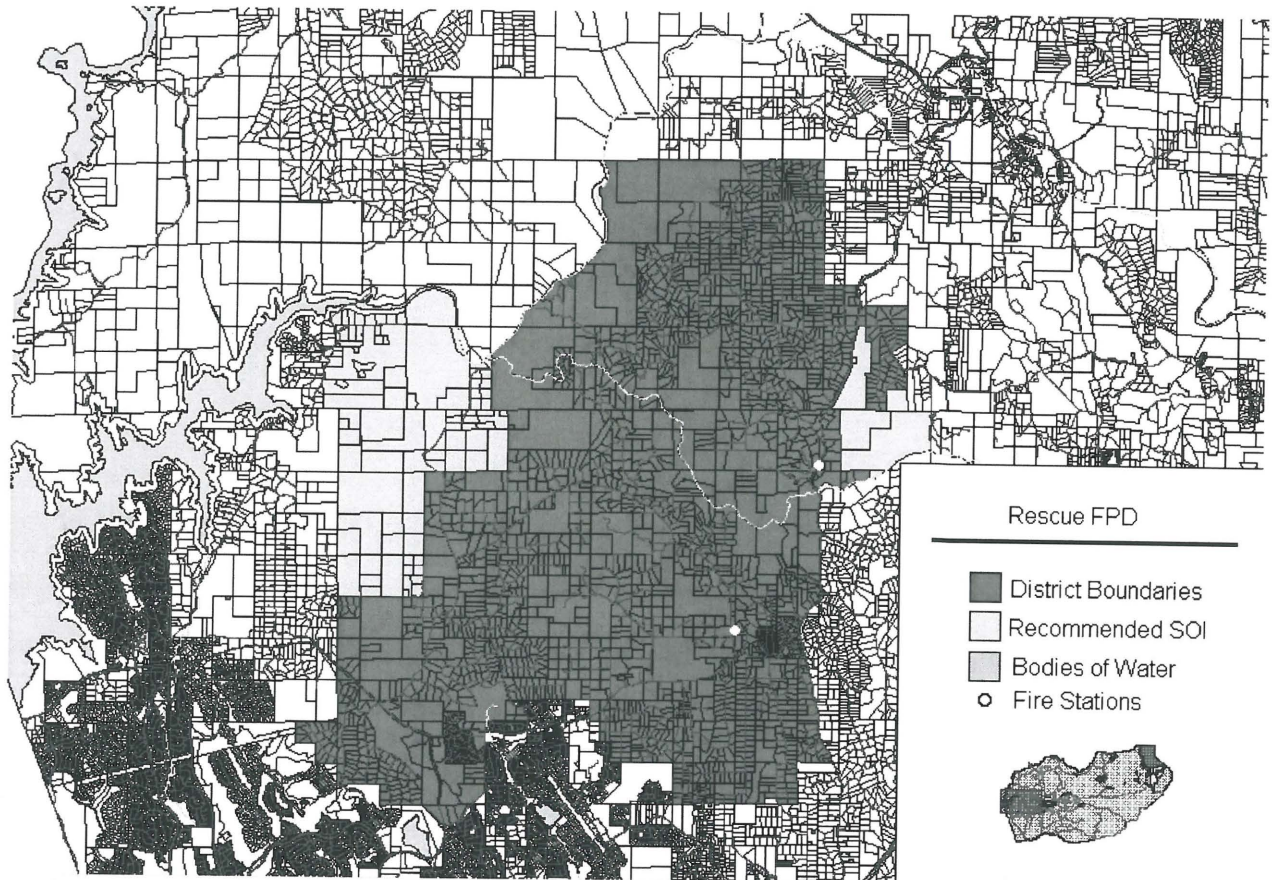 Rescue FPD
District Boundaries
Recommended SOI
Bodies of Water
Fire Stations